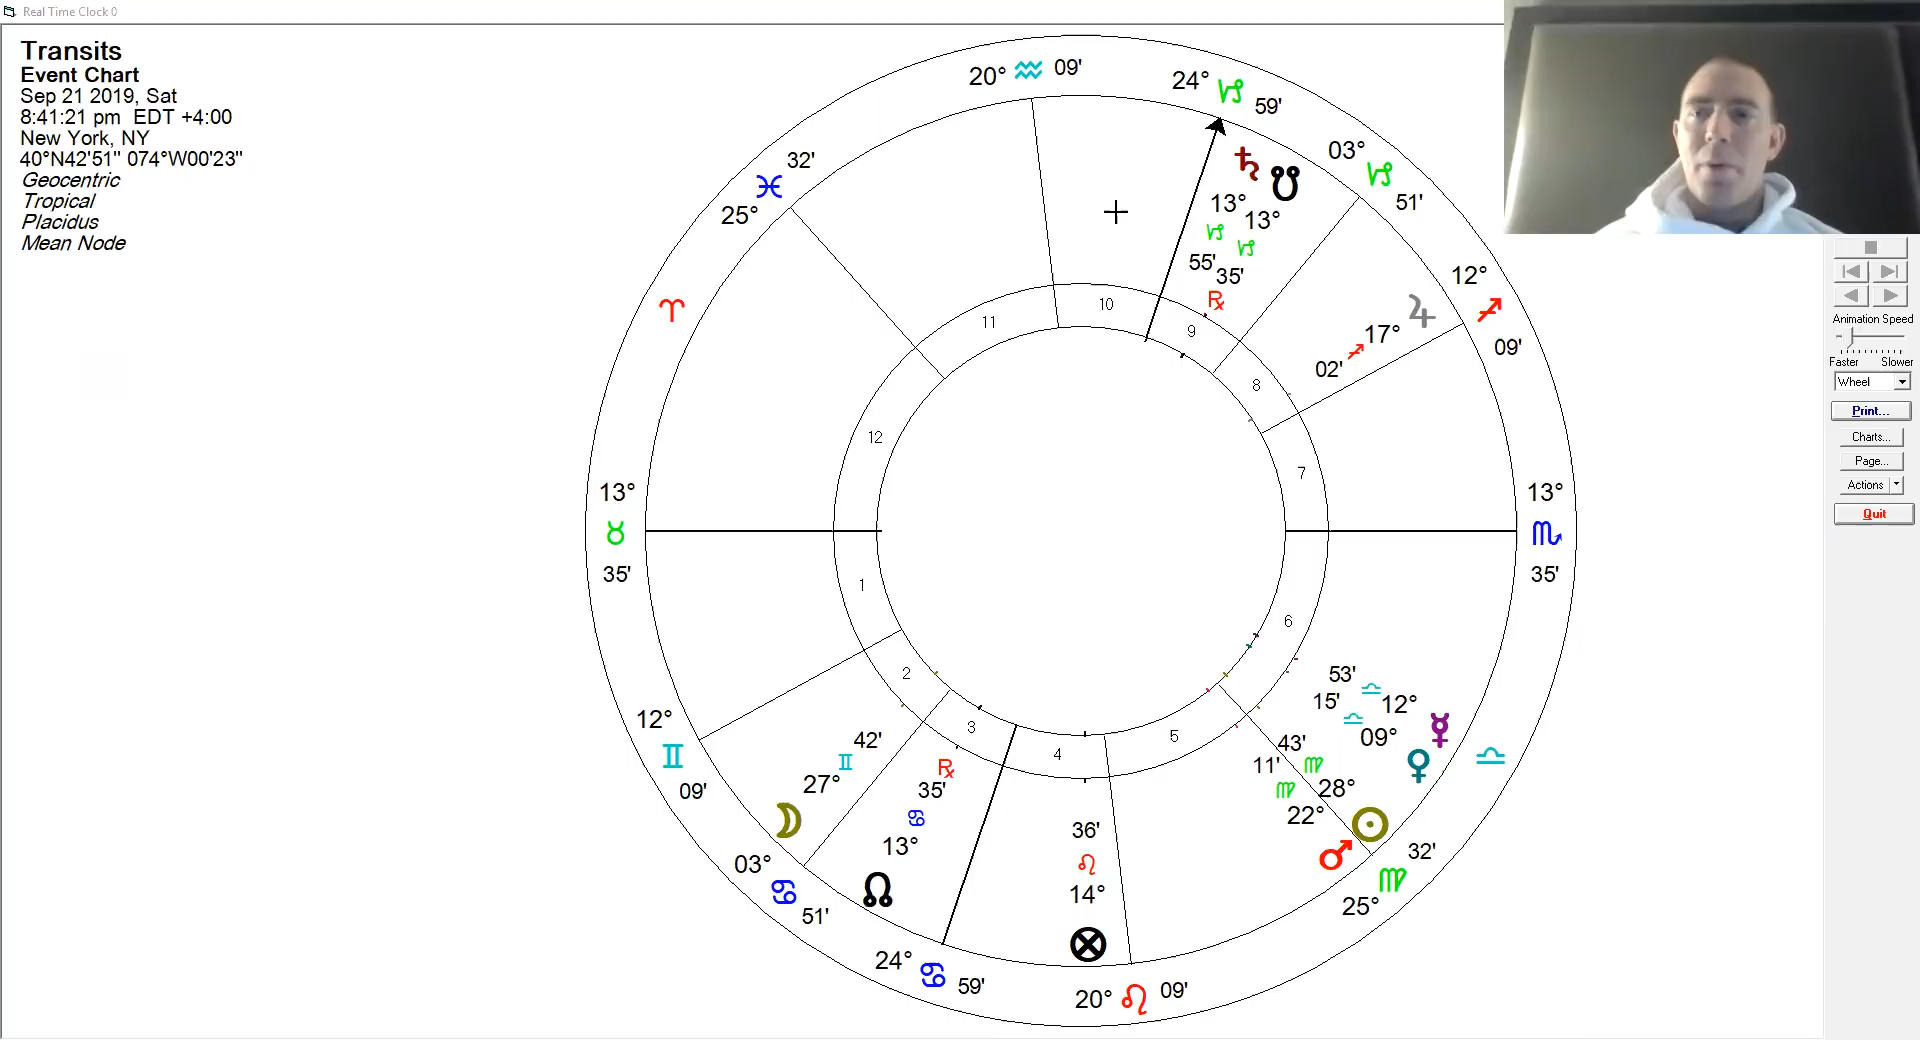 Real Time Clock 0
Transits
Event Chart
Sep 21 2019, Sat
8:41:21 pm EDT +4:00
New York, NY
40°N42'51" 074°W00'23"
Geocentric
Tropical
Placidus
Mean Node
20° ♒ 09'
24° ♑ 59'
03° ♑ 51'
12° ♐ 09'
13° ♏ 35'
♎
25° ♍ 32'
20° ♌ 09'
24° ♋ 59'
03° ♋ 51'
12° ♊ 09'
13° ♉ 35'
♈
25° ♓ 32'
♄ 13° ♑ 55'
☋ 13° ♑ 35' ℞
♃ 17° ♐ 02'
☿ 12° ♎ 53'
♀ 09° ♎ 15'
☉ 28° ♍ 43'
♂ 22° ♍ 11'
⊗ 14° ♌ 36'
☊ 13° ♋ 35' ℞
☽ 27° ♊ 42'
1
2
3
4
5
6
7
8
9
10
11
12
Animation Speed
Faster Slower
Wheel
Print...
Charts...
Page...
Actions
Quit